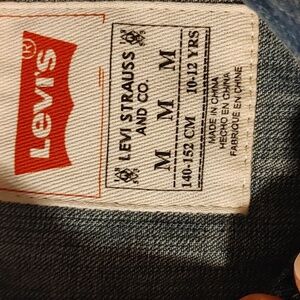 Levi's®
LEVI STRAUSS
AND CO.
M M M
140-152 CM 10-12 YRS
MADE IN CHINA
HECHO EN CHINA
FABRIQUE EN CHINE